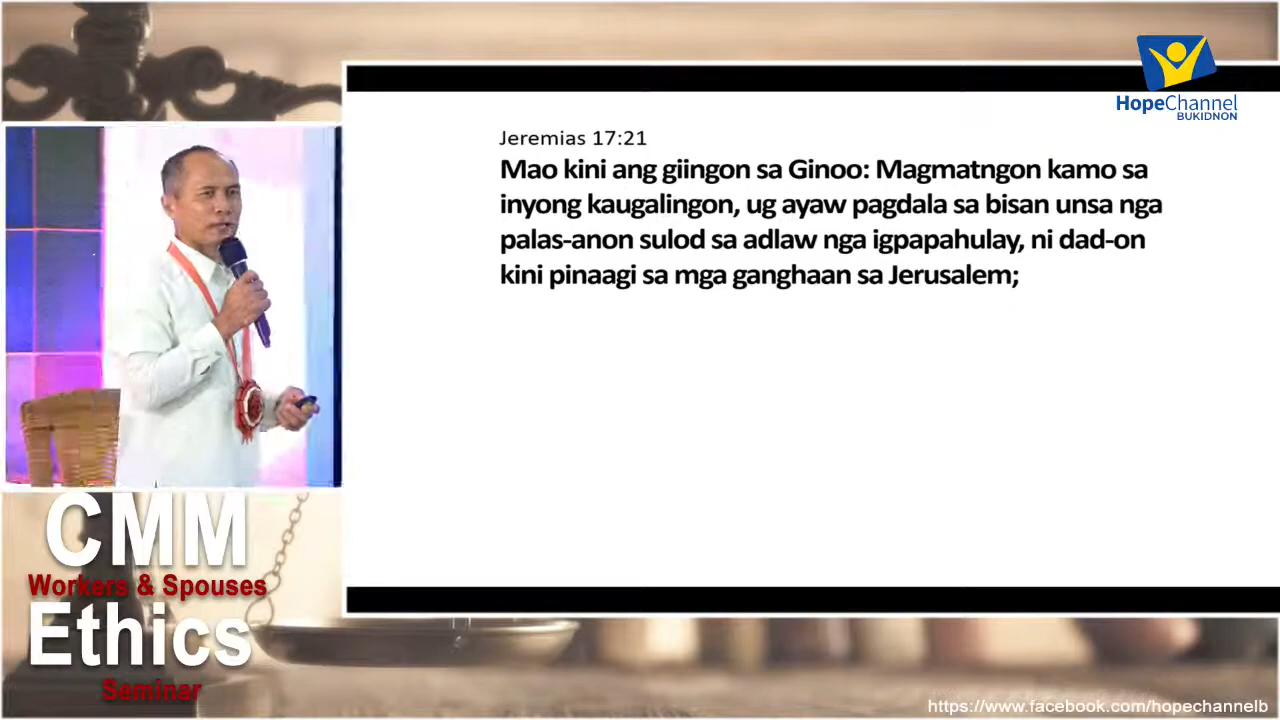 HopeChannel
BUKIDNON
Jeremias 17:21
Mao kini ang giingon sa Ginoo: Magmatngon kamo sa
inyong kaugalingon, ug ayaw pagdala sa bisan unsa nga
palas-anon sulod sa adlaw nga igpapahulay, ni dad-on
kini pinaagi sa mga ganghaan sa Jerusalem;
CMM
Workers & Spouses
Ethics
Seminar
https://www.facebook.com/hopechannelb